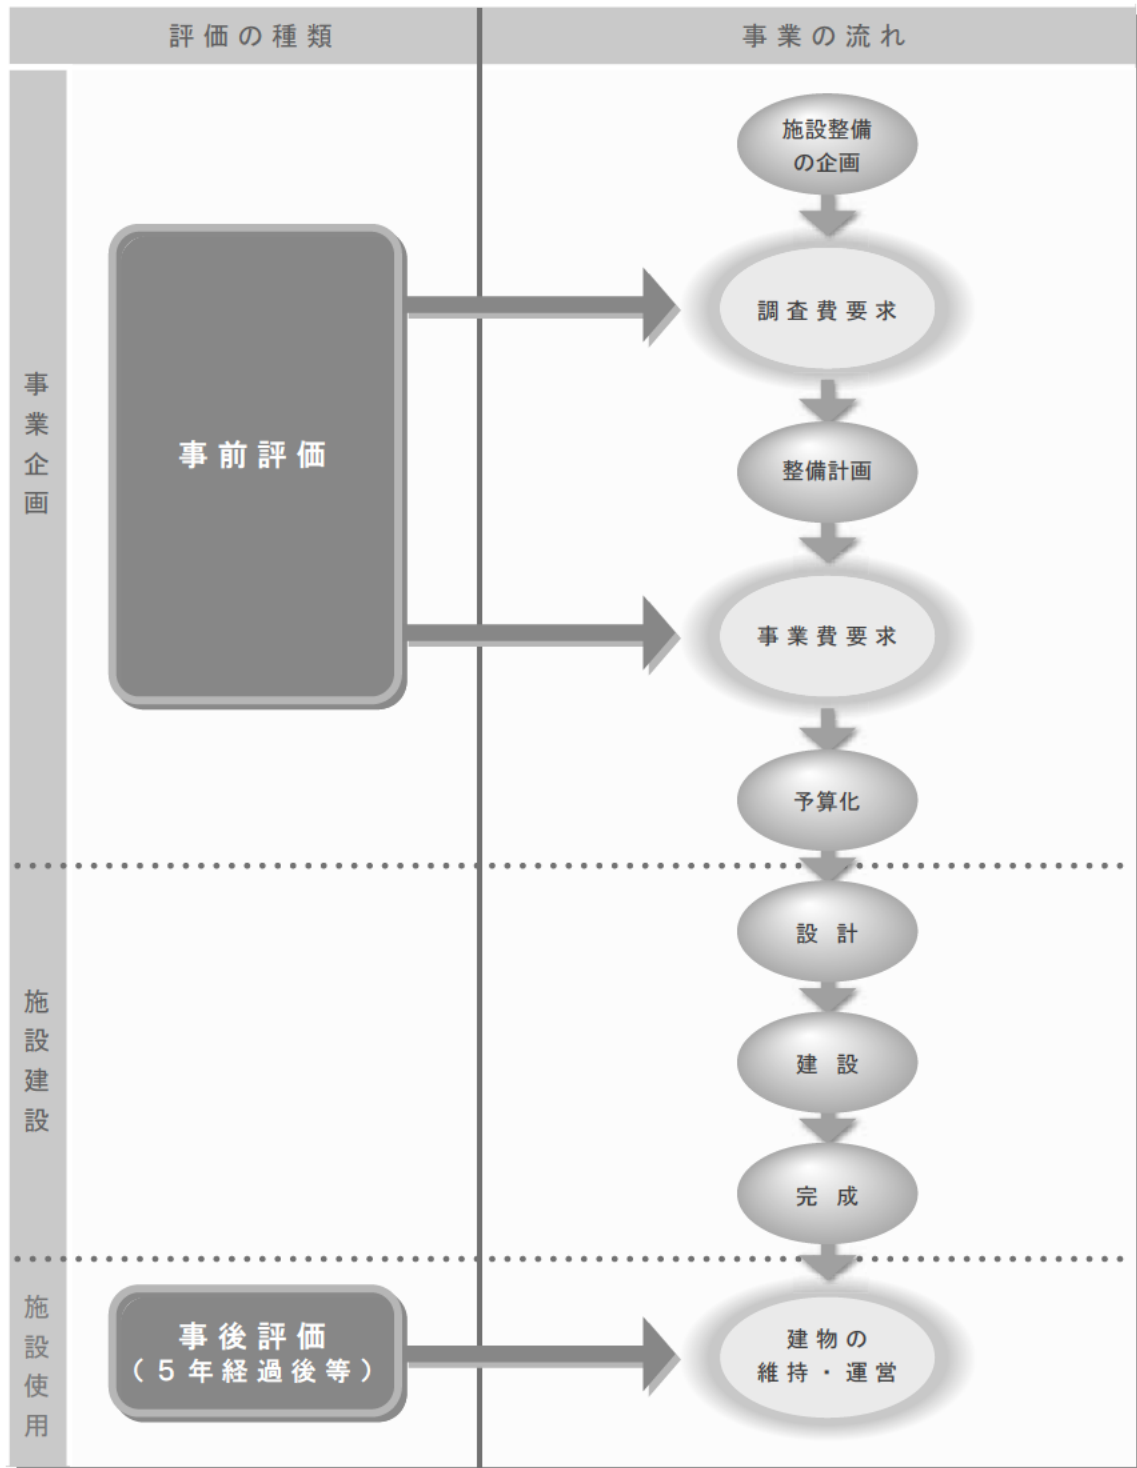 評価の種類
事業の流れ
事業企画
事前評価
施設整備
の企画
調査費要求
整備計画
事業費要求
予算化
施設建設
設計
建設
完成
施設使用
事後評価
（5年経過後等）
建物の
維持・運営